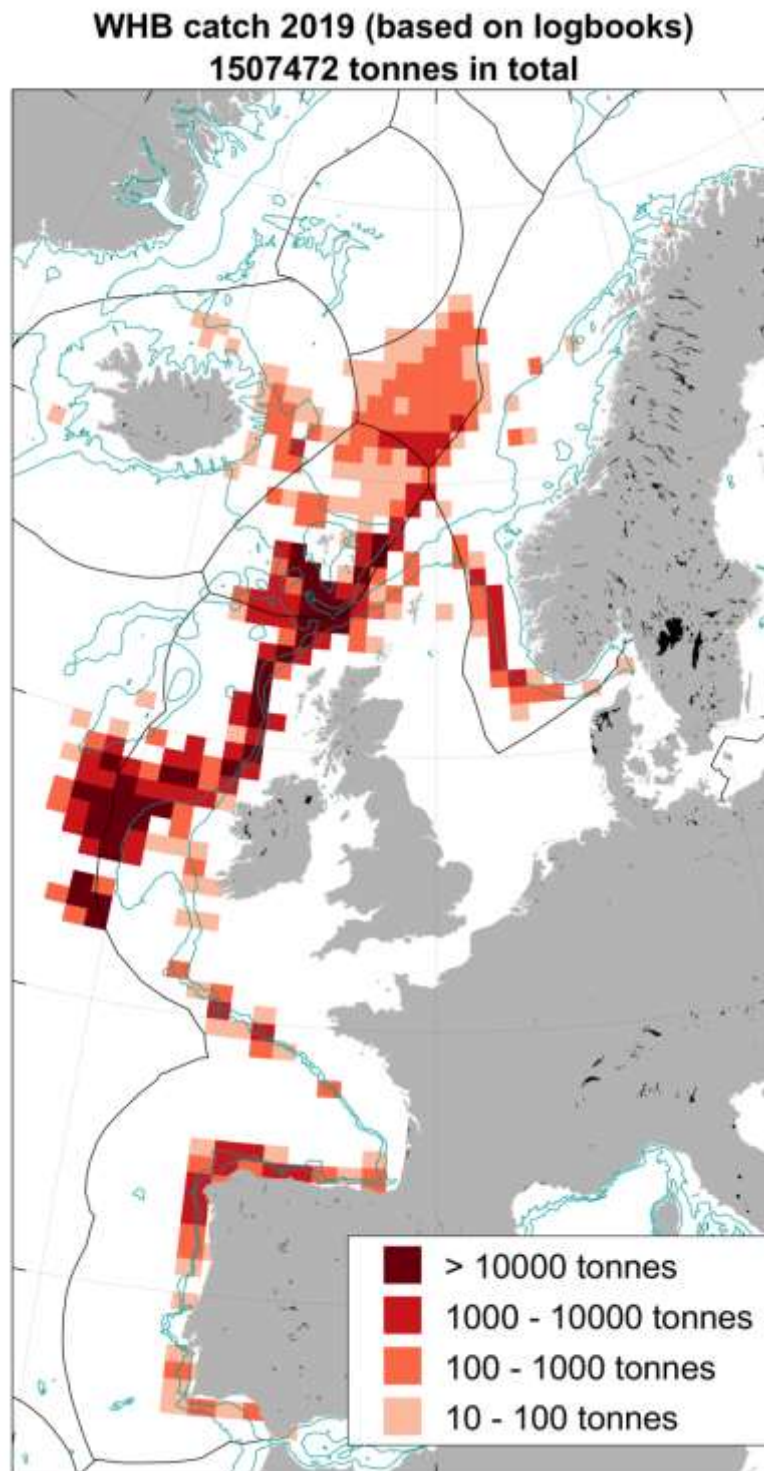 WHB catch 2019 (based on logbooks)
1507472 tonnes in total
> 10000 tonnes
1000 - 10000 tonnes
100 - 1000 tonnes
10 - 100 tonnes